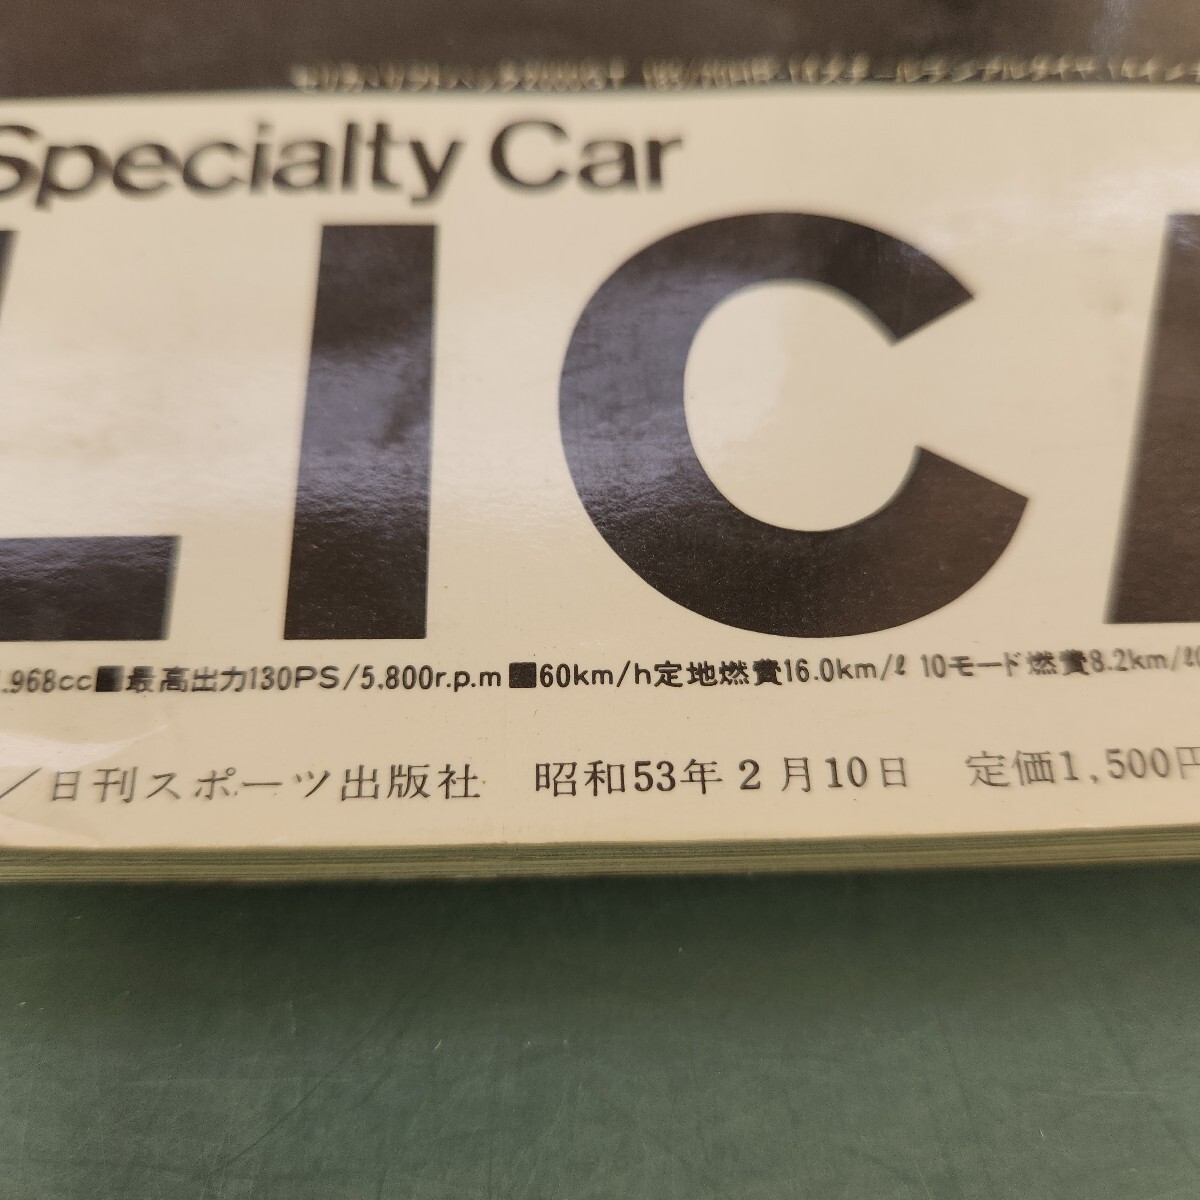 Specialty Car
LIC
.968cc■最高出力130PS/5.800r.p.m■60km/h定地燃費16.0km/ℓ 10モード燃費8.2km/ℓ
/日刊スポーツ出版社 昭和53年2月10日 定価1,500円